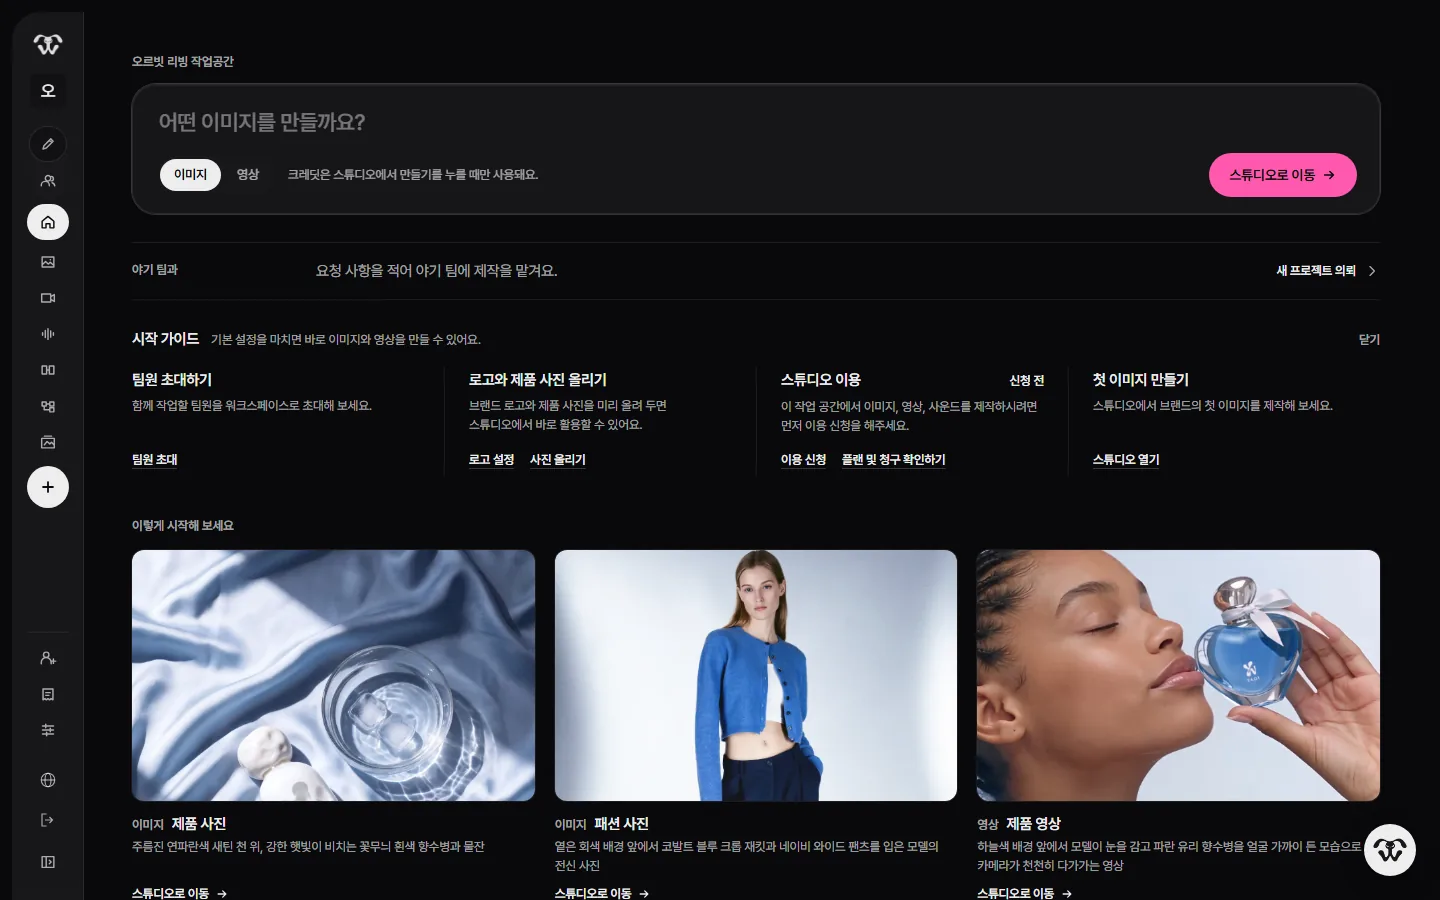 오르빗 리빙 작업공간
오
어떤 이미지를 만들까요?
이미지
영상
크레딧은 스튜디오에서 만들기를 누를 때만 사용돼요.
스튜디오로 이동 →
야기 팀과
요청 사항을 적어 야기 팀에 제작을 맡겨요.
새 프로젝트 의뢰
시작 가이드
기본 설정을 마치면 바로 이미지와 영상을 만들 수 있어요.
닫기
팀원 초대하기
함께 작업할 팀원을 워크스페이스로 초대해 보세요.
팀원 초대
로고와 제품 사진 올리기
브랜드 로고와 제품 사진을 미리 올려 두면
스튜디오에서 바로 활용할 수 있어요.
로고 설정
사진 올리기
스튜디오 이용
신청 전
이 작업 공간에서 이미지, 영상, 사운드를 제작하시려면
먼저 이용 신청을 해주세요.
이용 신청
플랜 및 청구 확인하기
첫 이미지 만들기
스튜디오에서 브랜드의 첫 이미지를 제작해 보세요.
스튜디오 열기
이렇게 시작해 보세요
이미지 제품 사진
주름진 연파란색 새틴 천 위, 강한 햇빛이 비치는 꽃무늬 흰색 향수병과 물잔
스튜디오로 이동 →
이미지 패션 사진
옅은 회색 배경 앞에서 코발트 블루 크롭 재킷과 네이비 와이드 팬츠를 입은 모델의
전신 사진
스튜디오로 이동 →
영상 제품 영상
하늘색 배경 앞에서 모델이 눈을 감고 파란 유리 향수병을 얼굴 가까이 든 모습으로
카메라가 천천히 다가가는 영상
스튜디오로 이동 →